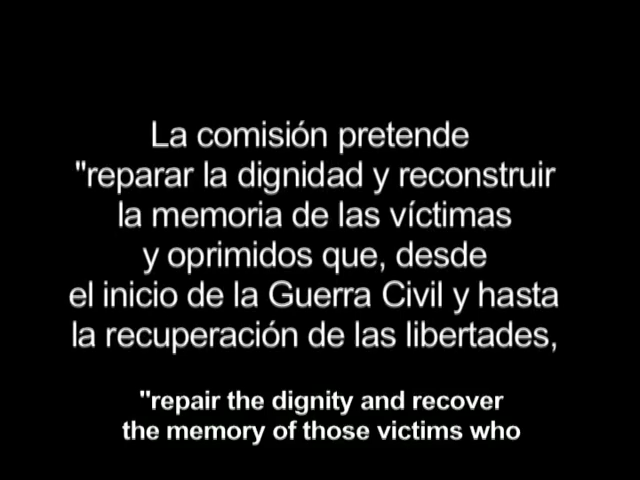 La comisión pretende
"reparar la dignidad y reconstruir
la memoria de las víctimas
y oprimidos que, desde
el inicio de la Guerra Civil y hasta
la recuperación de las libertades,
"repair the dignity and recover
the memory of those victims who